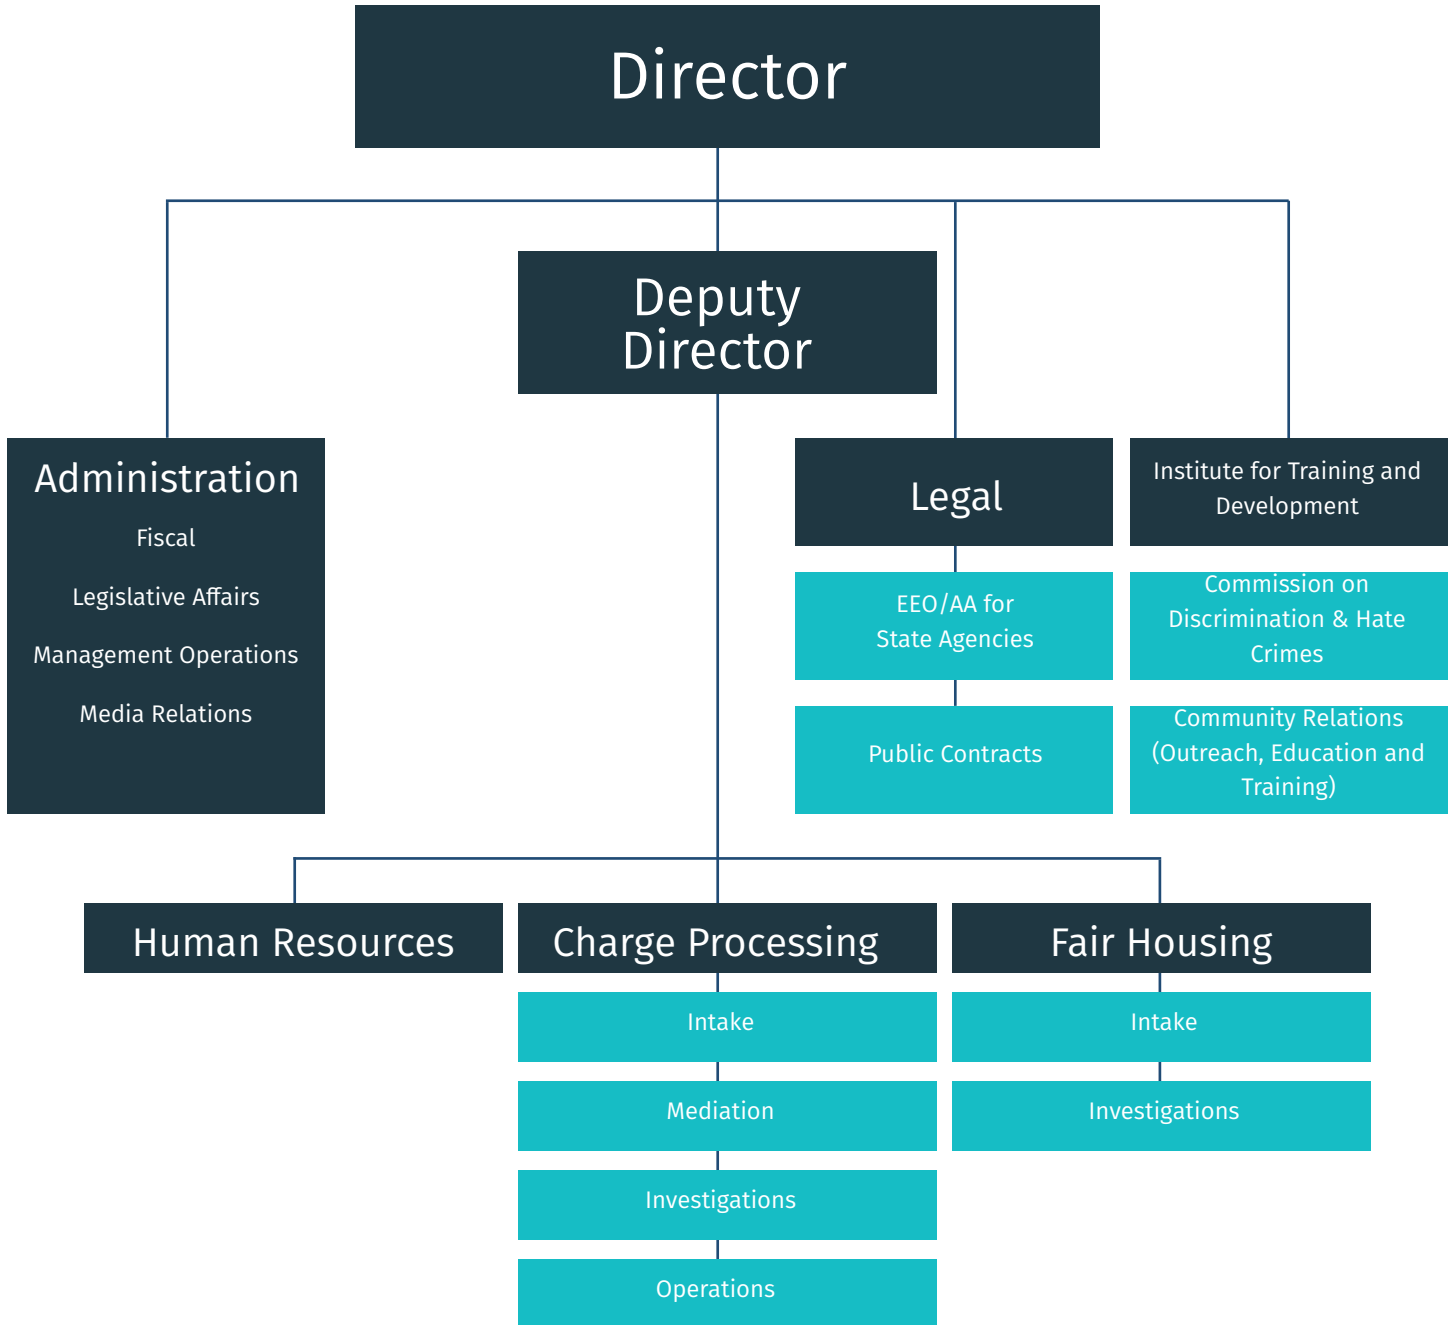 Director
Deputy
Director
Administration
Fiscal
Legislative Affairs
Management Operations
Media Relations
Legal
EEO/AA for
State Agencies
Public Contracts
Institute for Training and
Development
Commission on
Discrimination & Hate
Crimes
Community Relations
(Outreach, Education and
Training)
Human Resources
Charge Processing
Intake
Mediation
Investigations
Operations
Fair Housing
Intake
Investigations